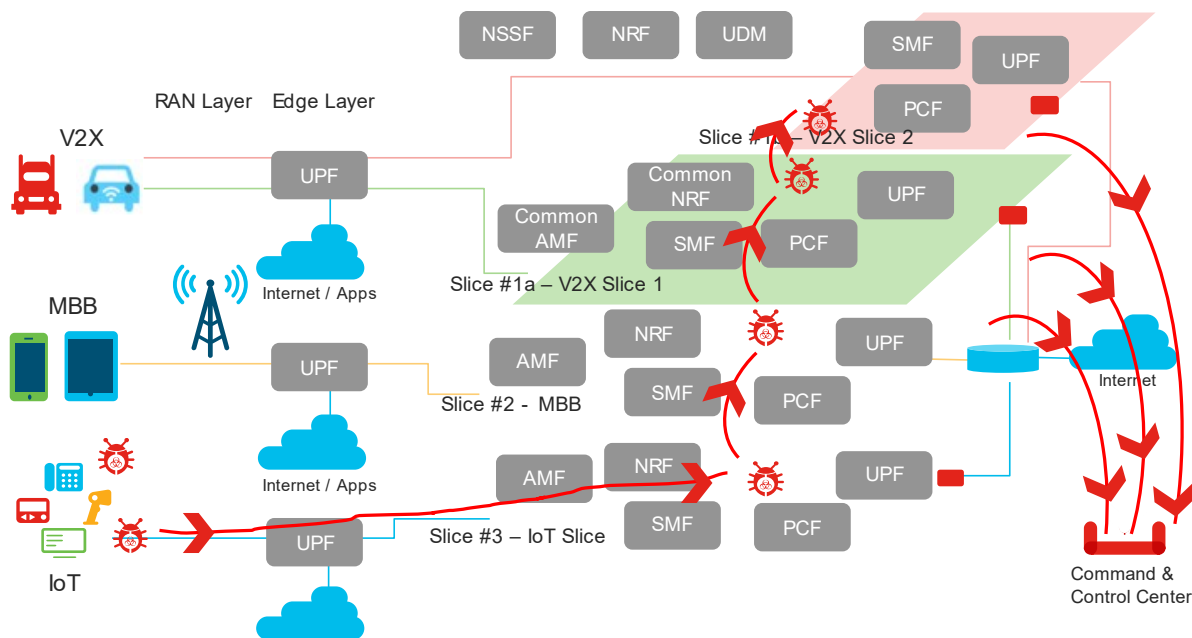 NSSF
NRF
UDM
SMF
UPF
PCF
RAN Layer
Edge Layer
V2X
UPF
Slice #1b – V2X Slice 2
Common
NRF
UPF
Common
AMF
SMF
PCF
Internet / Apps
Slice #1a – V2X Slice 1
MBB
UPF
AMF
NRF
UPF
SMF
PCF
Internet
Slice #2 - MBB
Internet / Apps
AMF
NRF
UPF
SMF
PCF
UPF
Slice #3 – IoT Slice
IoT
Command &
Control Center